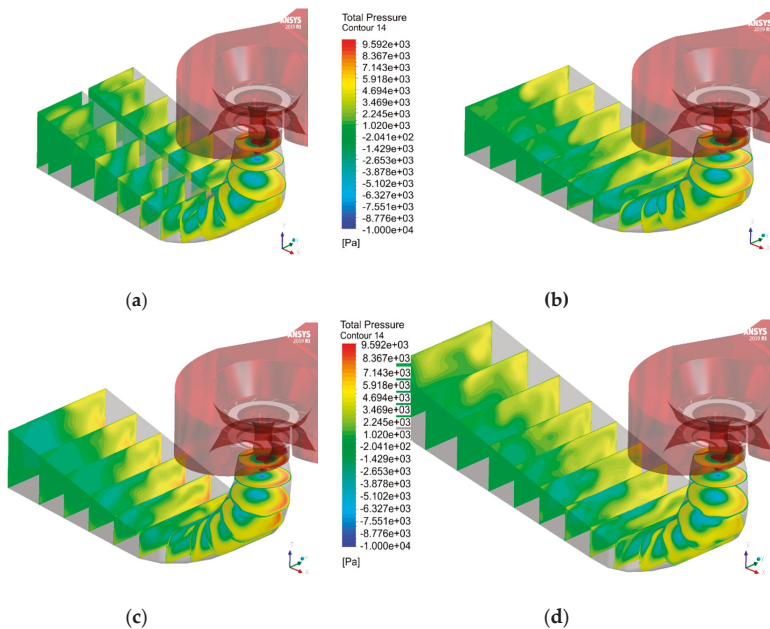 ANSYS
2019 R1
Total Pressure
Contour 14
9.592e+03
8.367e+03
7.143e+03
5.918e+03
4.694e+03
3.469e+03
2.245e+03
1.020e+03
-2.041e+02
-1.429e+03
-2.653e+03
-3.878e+03
-5.102e+03
-6.327e+03
-7.551e+03
-8.776e+03
-1.000e+04
[Pa]
ANSYS
2019 R1
(a)
(b)
ANSYS
2019 R1
Total Pressure
Contour 14
9.592e+03
8.367e+03
7.143e+03
5.918e+03
4.694e+03
3.469e+03
2.245e+03
1.020e+03
-2.041e+02
-1.429e+03
-2.653e+03
-3.878e+03
-5.102e+03
-6.327e+03
-7.551e+03
-8.776e+03
-1.000e+04
[Pa]
ANSYS
2019 R1
(c)
(d)